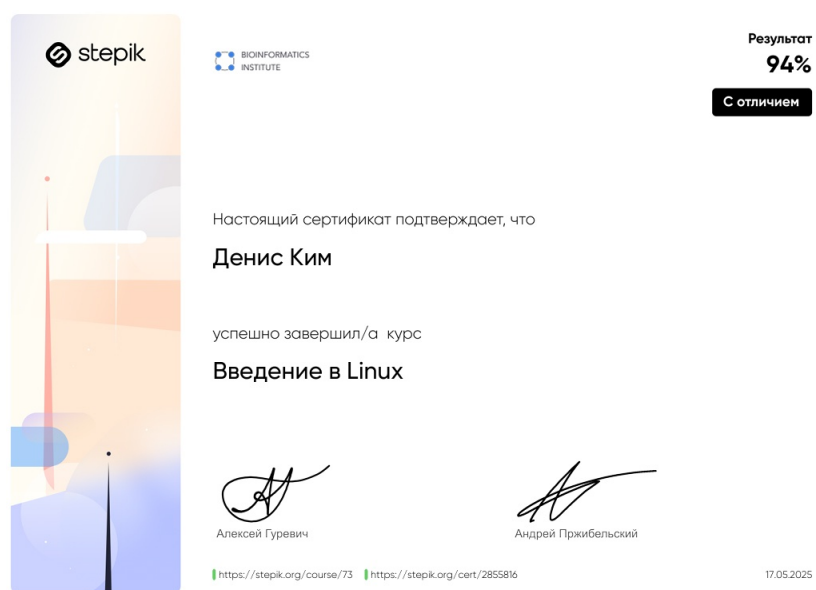 stepik
BIOINFORMATICS
INSTITUTE
Результат
94%
С отличием
Настоящий сертификат подтверждает, что
Денис Ким
успешно завершил/а курс
Введение в Linux
Алексей Гуревич
Андрей Пржибельский
https://stepik.org/course/73 https://stepik.org/cert/2855816
17.05.2025